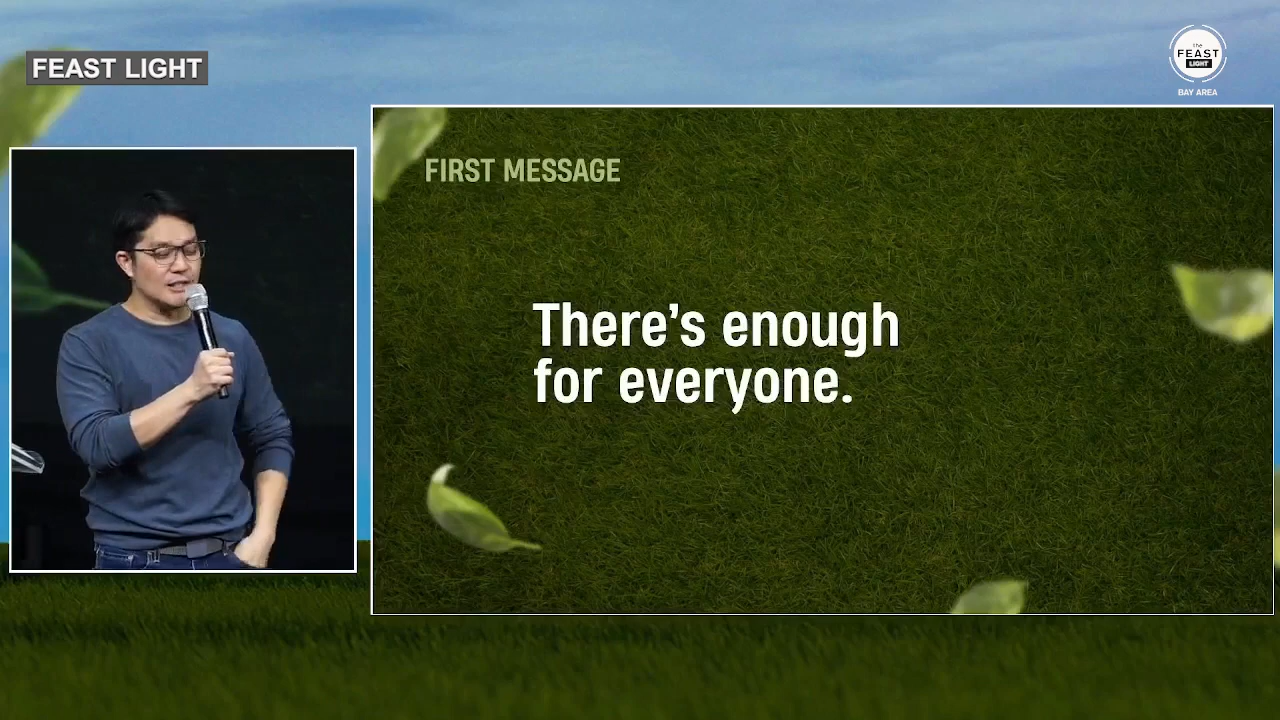 FEAST LIGHT
the
FEAST
LIGHT
BAY AREA
FIRST MESSAGE
There’s enough
for everyone.